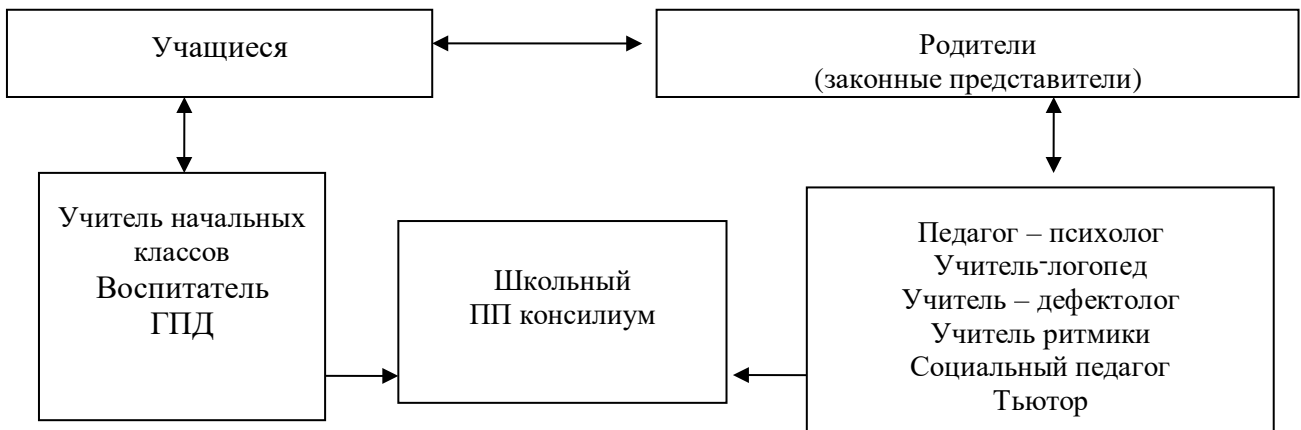 Учащиеся
Родители
(законные представители)
Учитель начальных
классов
Воспитатель
ГПД
Школьный
ПП консилиум
Педагог – психолог
Учитель-логопед
Учитель – дефектолог
Учитель ритмики
Социальный педагог
Тьютор